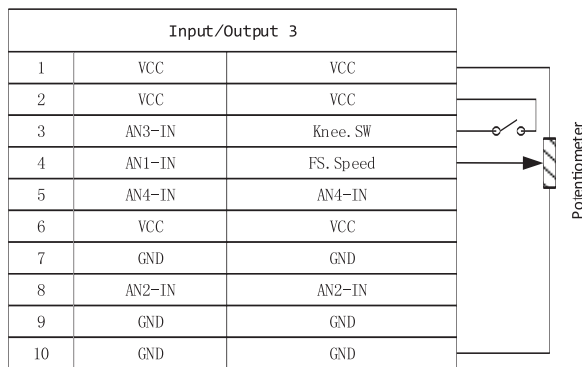 Input/Output 3
1 VCC VCC
2 VCC VCC
3 AN3-IN Knee.SW
4 AN1-IN FS.Speed
5 AN4-IN AN4-IN
6 VCC VCC
7 GND GND
8 AN2-IN AN2-IN
9 GND GND
10 GND GND
Potentiometer